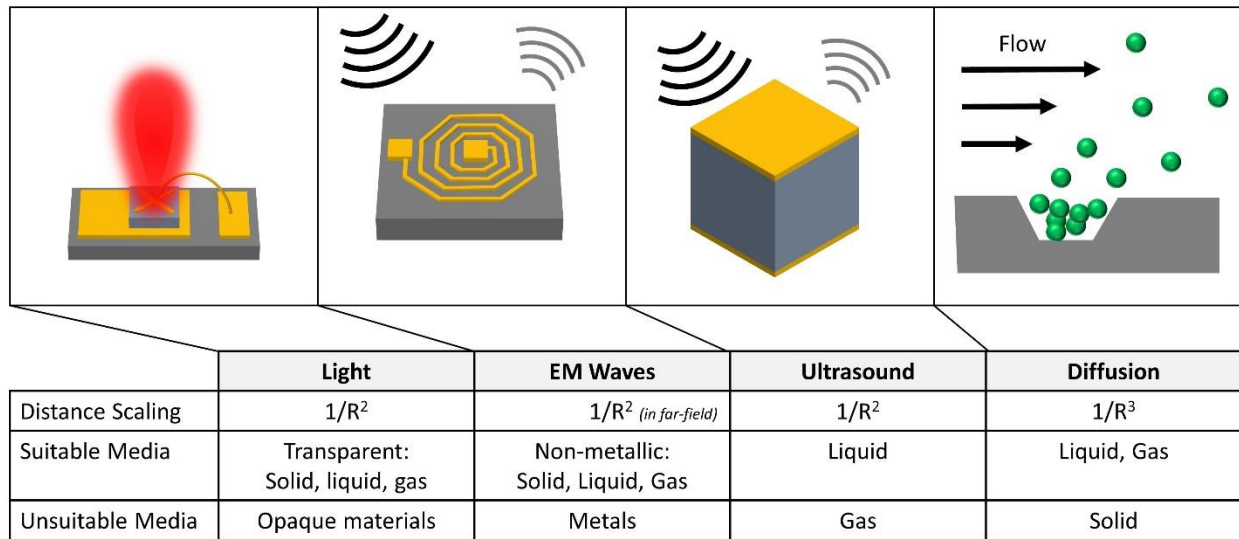 Flow
Light EM Waves Ultrasound Diffusion
Distance Scaling 1/R² 1/R² (in far-field) 1/R² 1/R³
Suitable Media Transparent: Non-metallic: Liquid Liquid, Gas
Solid, liquid, gas Solid, Liquid, Gas
Unsuitable Media Opaque materials Metals Gas Solid